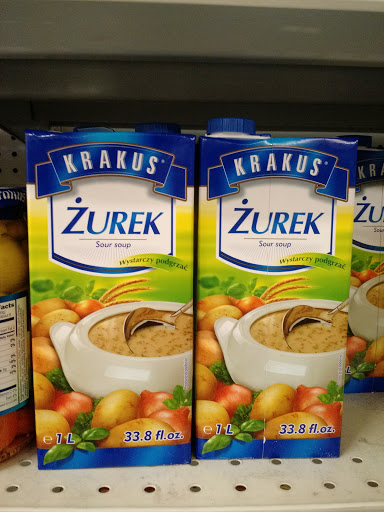 KRAKUS®
ŻUREK
Sour soup
Wystarczy podgrzać
℮ 1 L 33.8 fl.oz.
KRAKUS®
ŻUREK
Sour soup
Wystarczy podgrzać
℮ 1 L 33.8 fl.oz.